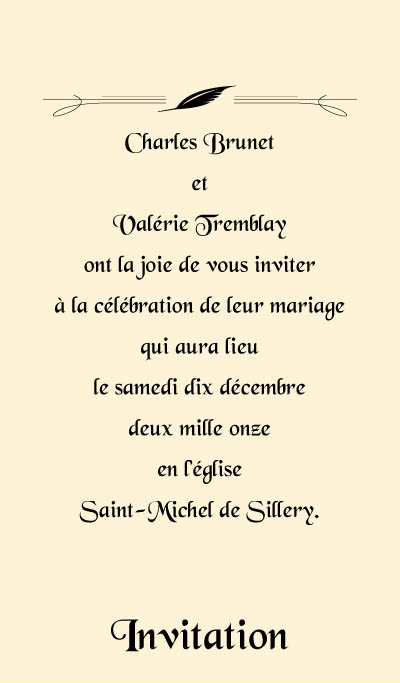 Charles Brunet
et
Valérie Tremblay
ont la joie de vous inviter
à la célébration de leur mariage
qui aura lieu
le samedi dix décembre
deux mille onze
en l'église
Saint-Michel de Sillery.
Invitation